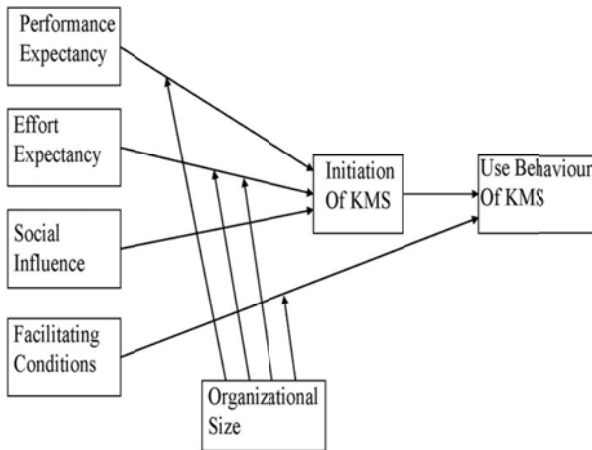 Performance
Expectancy
Effort
Expectancy
Social
Influence
Facilitating
Conditions
Initiation
Of KMS
Use Behaviour
Of KMS
Organizational
Size